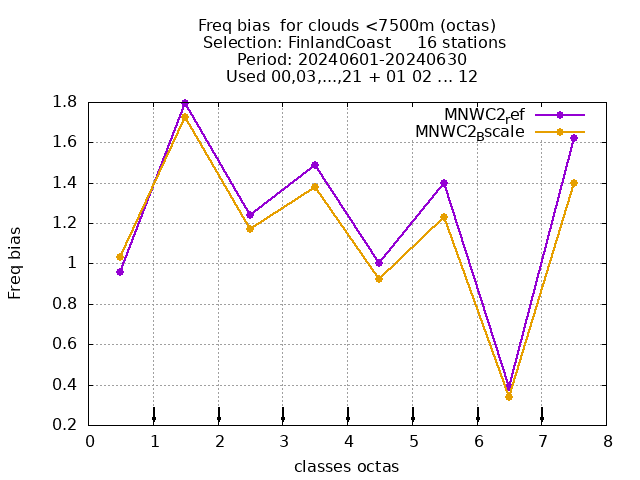 Freq bias  for clouds <7500m (octas)
Selection: FinlandCoast     16 stations
Period: 20240601-20240630
Used 00,03,...,21 + 01 02 ... 12
MNWC2ref
MNWC2Bscale
1.8
1.6
1.4
1.2
1
0.8
0.6
0.4
0.2
Freq bias
0 1 2 3 4 5 6 7 8
classes octas